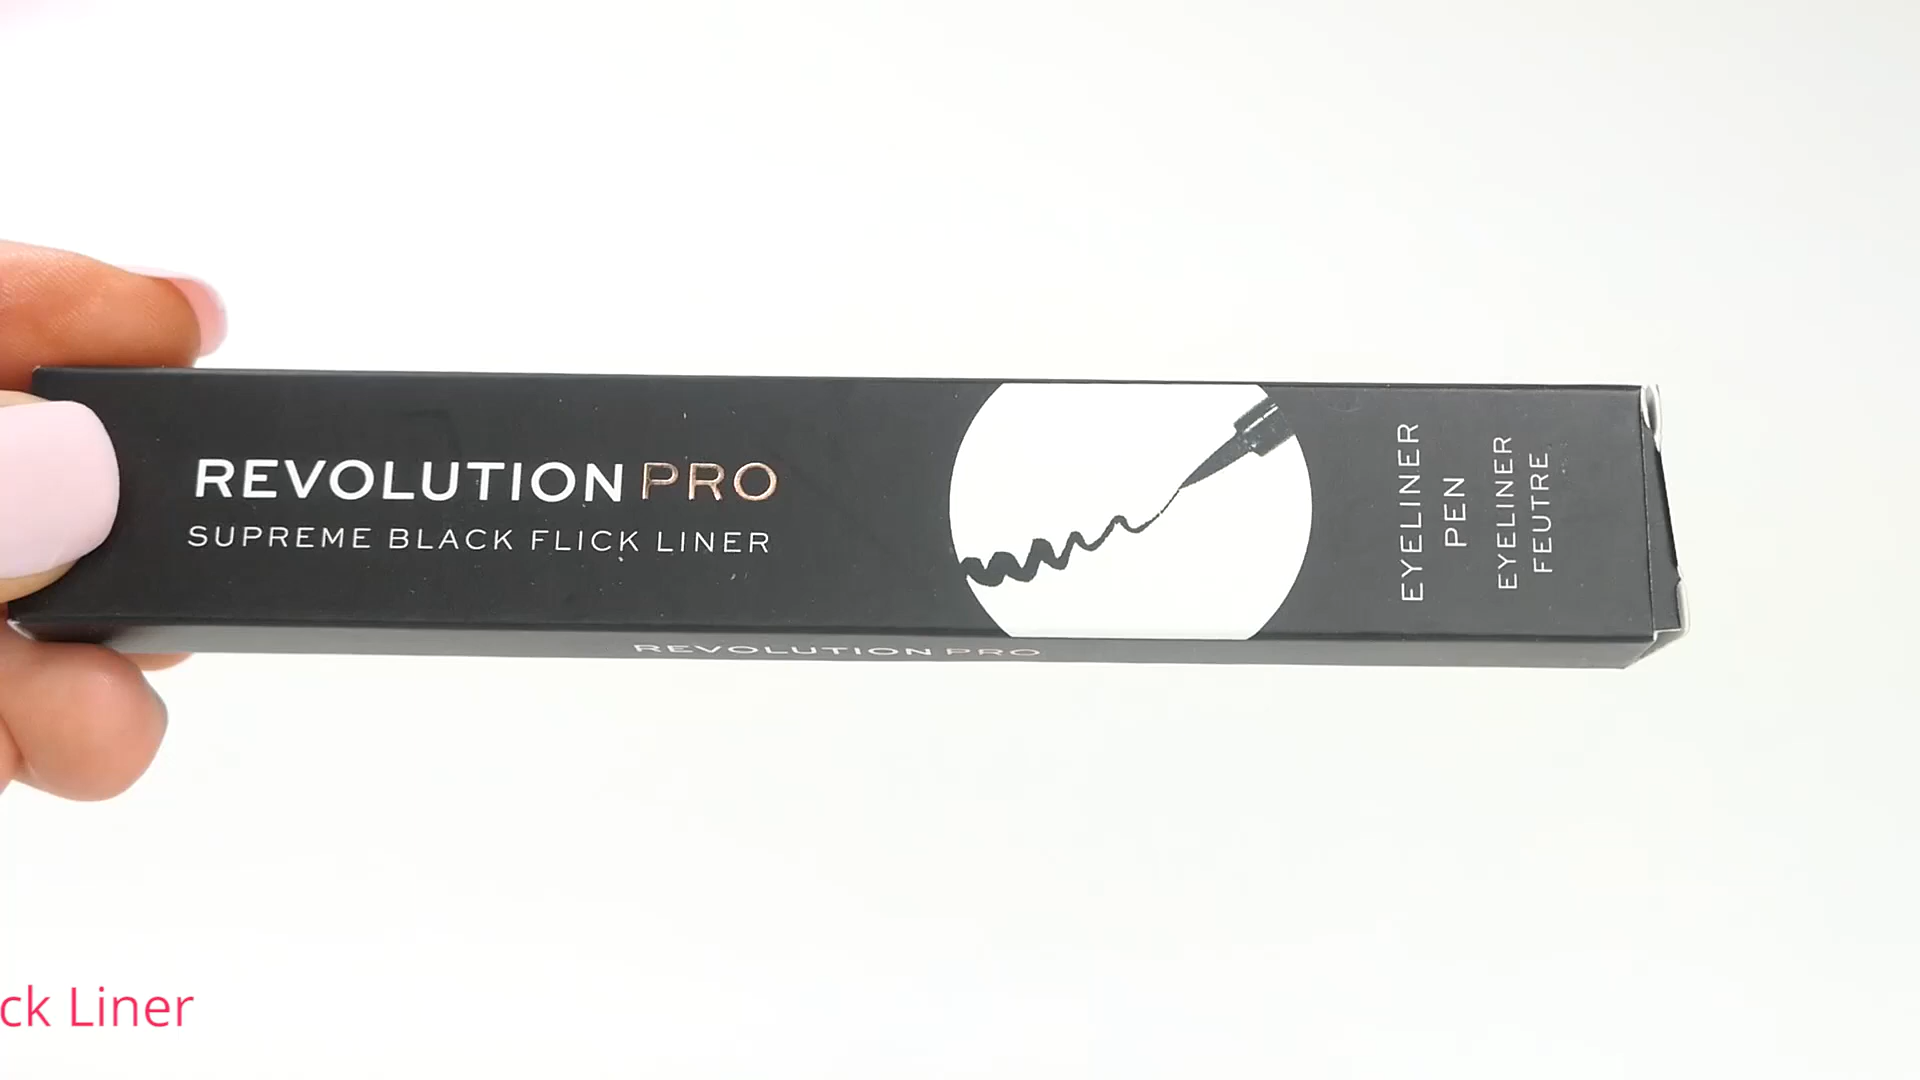 REVOLUTION PRO
SUPREME BLACK FLICK LINER
EYELINER
PEN
EYELINER
FEUTRE
REVOLUTION PRO
ck Liner